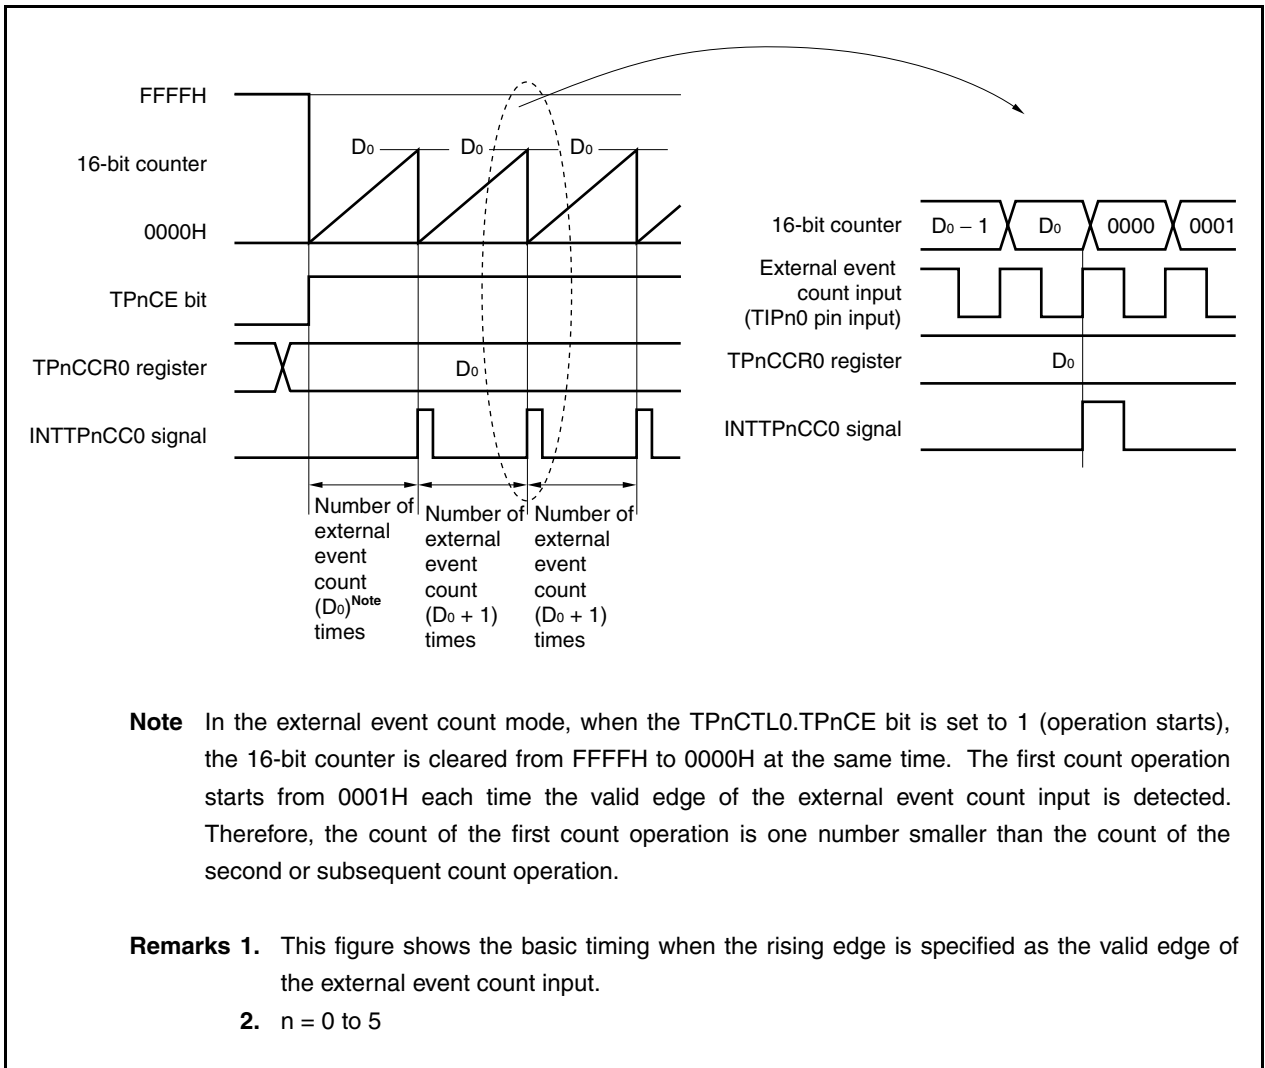 FFFFH
16-bit counter
0000H
D0 D0 D0
TPnCE bit
TPnCCR0 register
D0
INTTPnCC0 signal
Number of
external
event
count
(D0)Note
times
Number of
external
event
count
(D0 + 1)
times
Number of
external
event
count
(D0 + 1)
times
16-bit counter
D0 − 1 D0 0000 0001
External event
count input
(TIPn0 pin input)
TPnCCR0 register
D0
INTTPnCC0 signal
Note In the external event count mode, when the TPnCTL0.TPnCE bit is set to 1 (operation starts),
the 16-bit counter is cleared from FFFFH to 0000H at the same time. The first count operation
starts from 0001H each time the valid edge of the external event count input is detected.
Therefore, the count of the first count operation is one number smaller than the count of the
second or subsequent count operation.
Remarks 1. This figure shows the basic timing when the rising edge is specified as the valid edge of
the external event count input.
2. n = 0 to 5